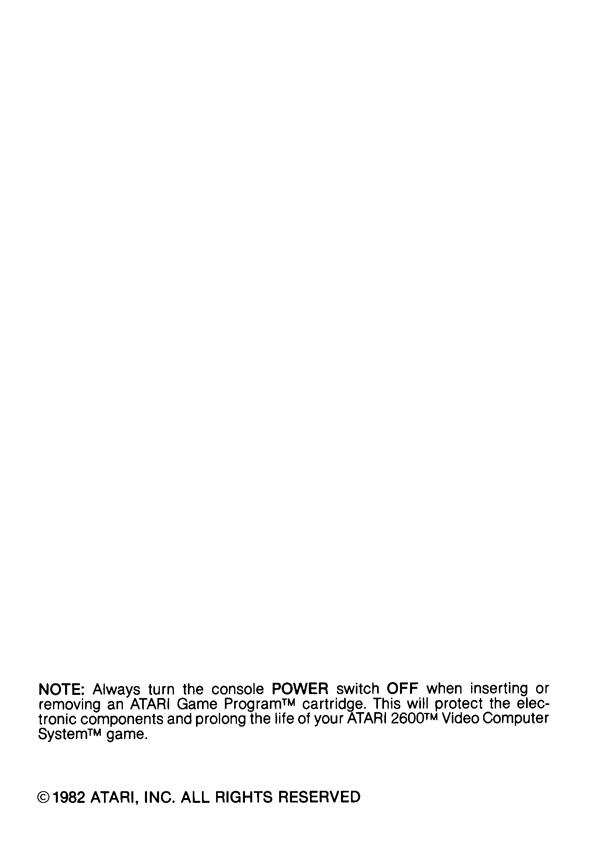 NOTE: Always turn the console POWER switch OFF when inserting or
removing an ATARI Game Program™ cartridge. This will protect the elec-
tronic components and prolong the life of your ATARI 2600™ Video Computer
System™ game.
©1982 ATARI, INC. ALL RIGHTS RESERVED